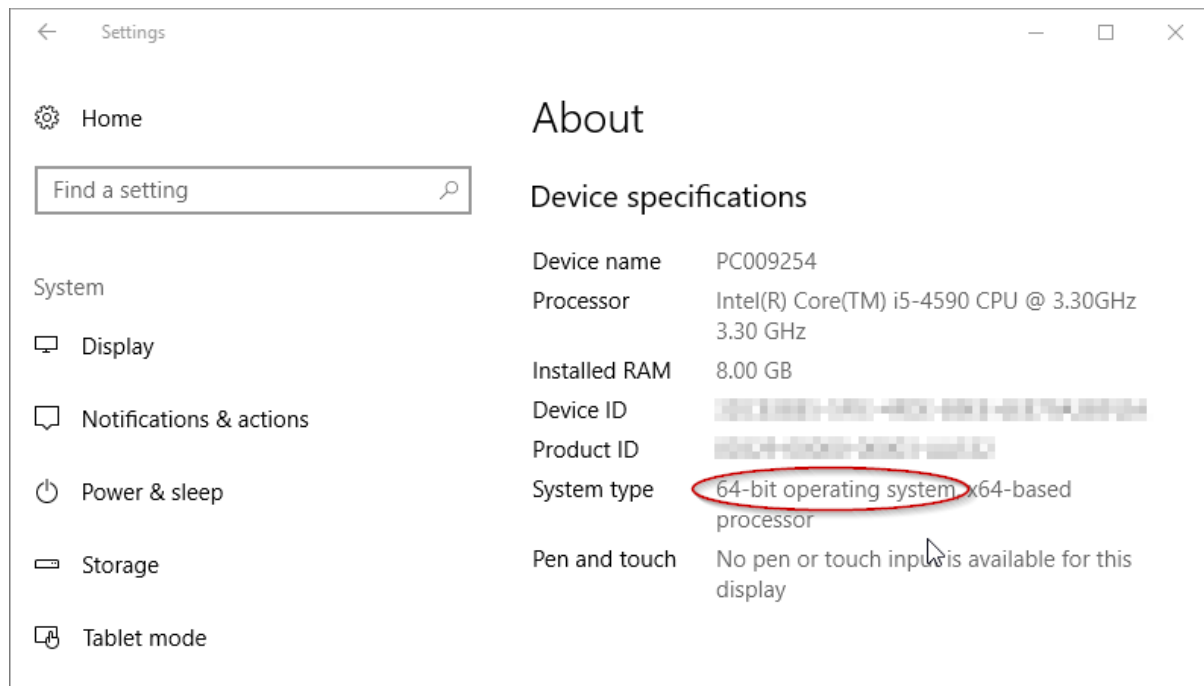 Settings
Home
Find a setting
System
Display
Notifications & actions
Power & sleep
Storage
Tablet mode
About
Device specifications
Device name PC009254
Processor Intel(R) Core(TM) i5-4590 CPU @ 3.30GHz
3.30 GHz
Installed RAM 8.00 GB
Device ID
Product ID
System type 64-bit operating system, x64-based
processor
Pen and touch No pen or touch input is available for this
display